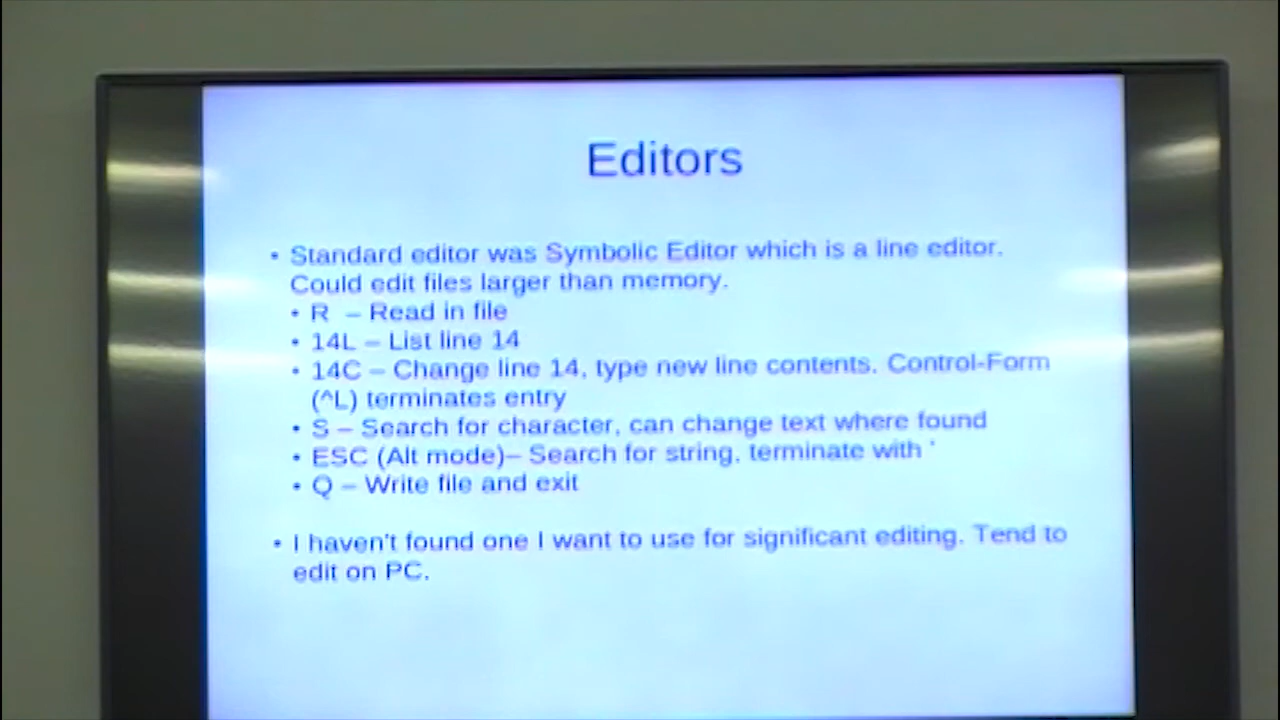 Editors
• Standard editor was Symbolic Editor which is a line editor.
Could edit files larger than memory.
• R – Read in file
• 14L – List line 14
• 14C – Change line 14, type new line contents. Control-Form
(^L) terminates entry
• S – Search for character, can change text where found
• ESC (Alt mode)– Search for string, terminate with '
• Q – Write file and exit
• I haven't found one I want to use for significant editing. Tend to
edit on PC.